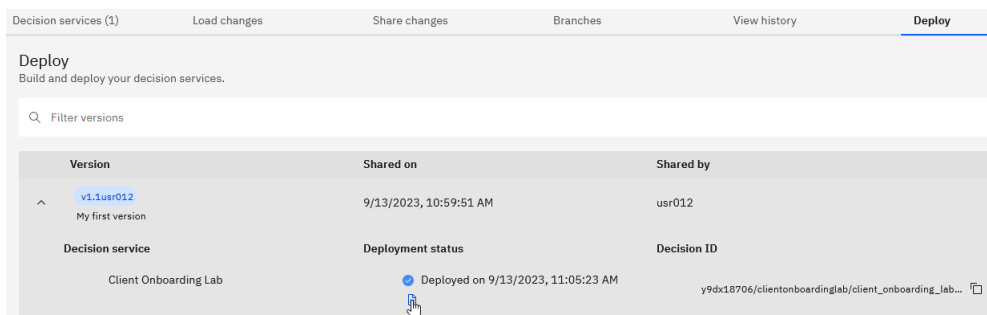 Decision services (1) Load changes Share changes Branches View history Deploy
Deploy
Build and deploy your decision services.
Filter versions
Version Shared on Shared by
v1.1usr012 9/13/2023, 10:59:51 AM usr012
My first version
Decision service Deployment status Decision ID
Client Onboarding Lab Deployed on 9/13/2023, 11:05:23 AM y9dx18706/clientonboardinglab/client_onboarding_lab...